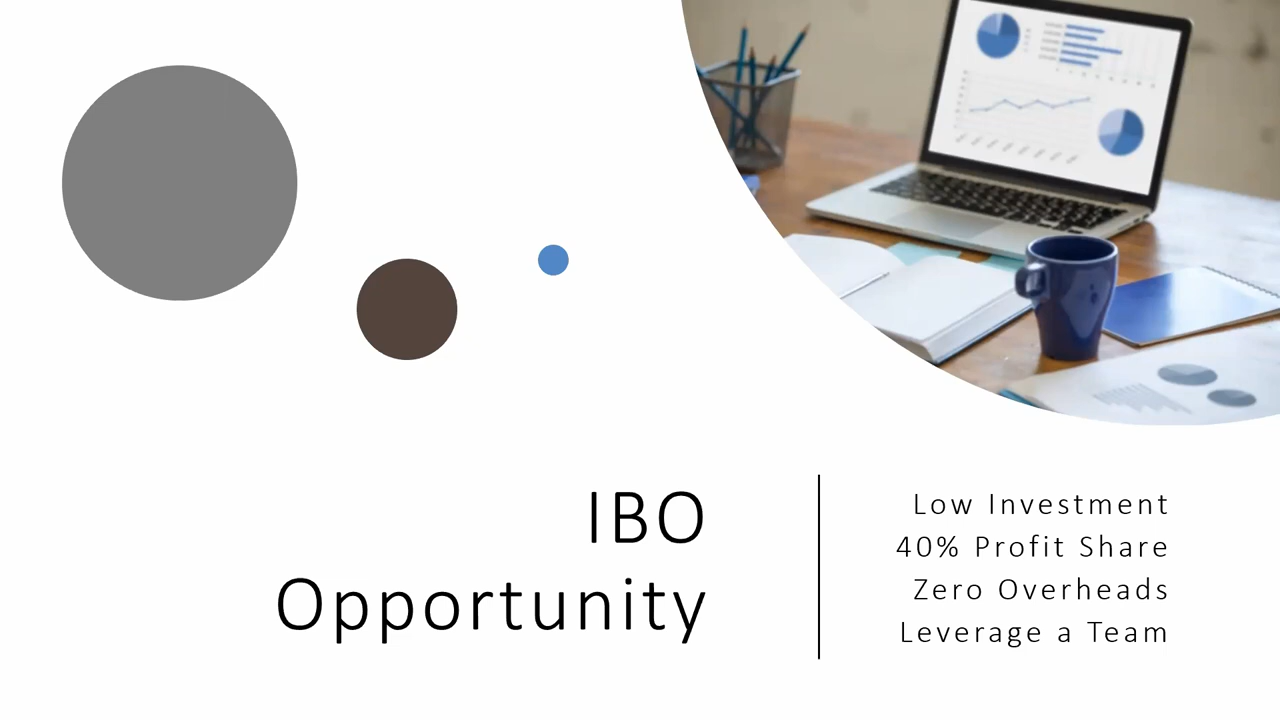 IBO
Opportunity
Low Investment
40% Profit Share
Zero Overheads
Leverage a Team